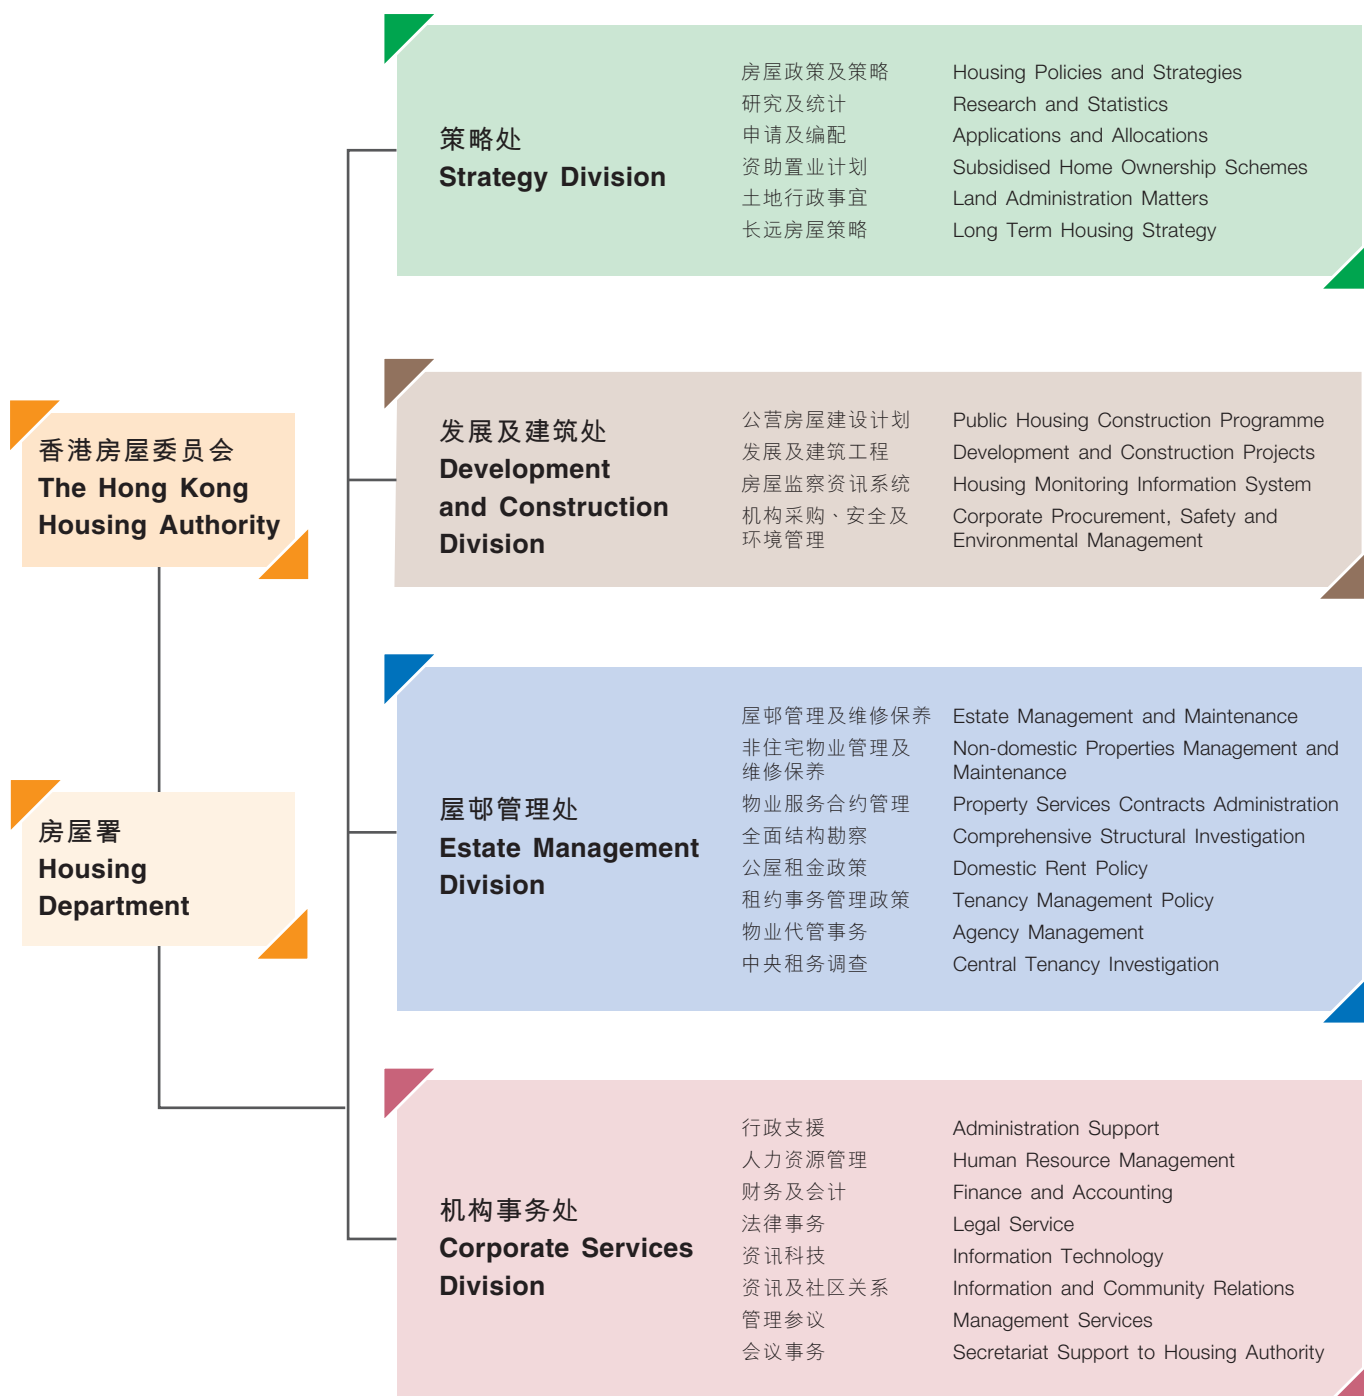 香港房屋委员会
The Hong Kong
Housing Authority
房屋署
Housing
Department
策略处
Strategy Division
房屋政策及策略 Housing Policies and Strategies
研究及统计 Research and Statistics
申请及编配 Applications and Allocations
资助置业计划 Subsidised Home Ownership Schemes
土地行政事宜 Land Administration Matters
长远房屋策略 Long Term Housing Strategy
发展及建筑处
Development
and Construction
Division
公营房屋建设计划 Public Housing Construction Programme
发展及建筑工程 Development and Construction Projects
房屋监察资讯系统 Housing Monitoring Information System
机构采购、安全及 Corporate Procurement, Safety and
环境管理 Environmental Management
屋邨管理处
Estate Management
Division
屋邨管理及维修保养 Estate Management and Maintenance
非住宅物业管理及 Non-domestic Properties Management and
维修保养 Maintenance
物业服务合约管理 Property Services Contracts Administration
全面结构勘察 Comprehensive Structural Investigation
公屋租金政策 Domestic Rent Policy
租约事务管理政策 Tenancy Management Policy
物业代管事务 Agency Management
中央租务调查 Central Tenancy Investigation
机构事务处
Corporate Services
Division
行政支援 Administration Support
人力资源管理 Human Resource Management
财务及会计 Finance and Accounting
法律事务 Legal Service
资讯科技 Information Technology
资讯及社区关系 Information and Community Relations
管理参议 Management Services
会议事务 Secretariat Support to Housing Authority